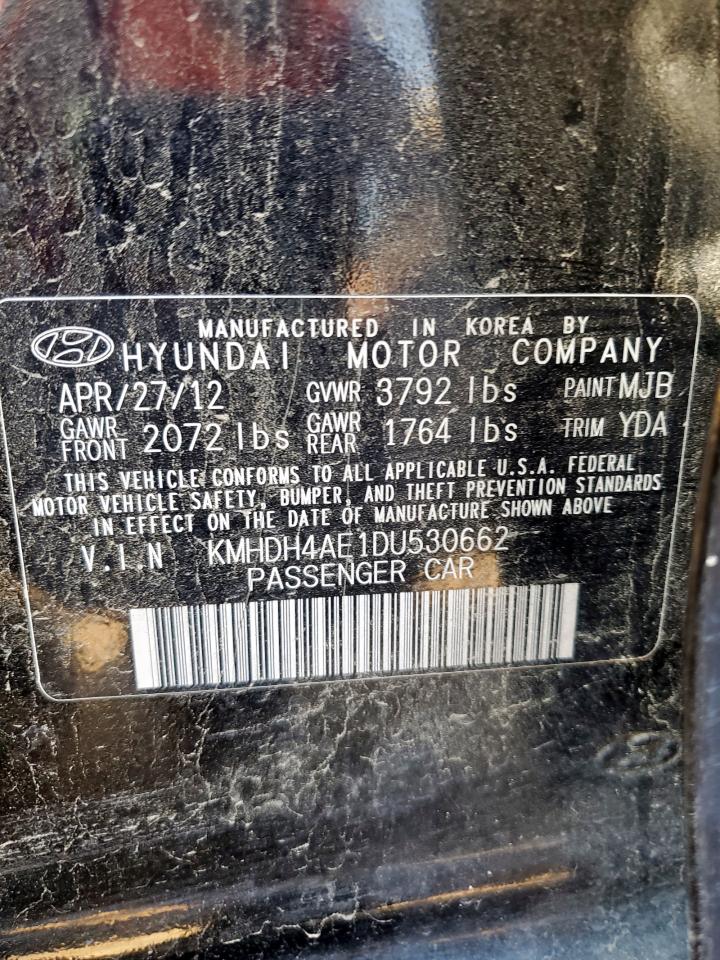 MANUFACTURED IN KOREA BY
HYUNDAI MOTOR COMPANY
APR/27/12 GVWR 3792 lbs PAINT MJB
GAWR FRONT 2072 lbs GAWR REAR 1764 lbs TRIM YDA
THIS VEHICLE CONFORMS TO ALL APPLICABLE U.S.A. FEDERAL
MOTOR VEHICLE SAFETY, BUMPER, AND THEFT PREVENTION STANDARDS
IN EFFECT ON THE DATE OF MANUFACTURE SHOWN ABOVE
V.I.N KMHDH4AE1DU530662
PASSENGER CAR